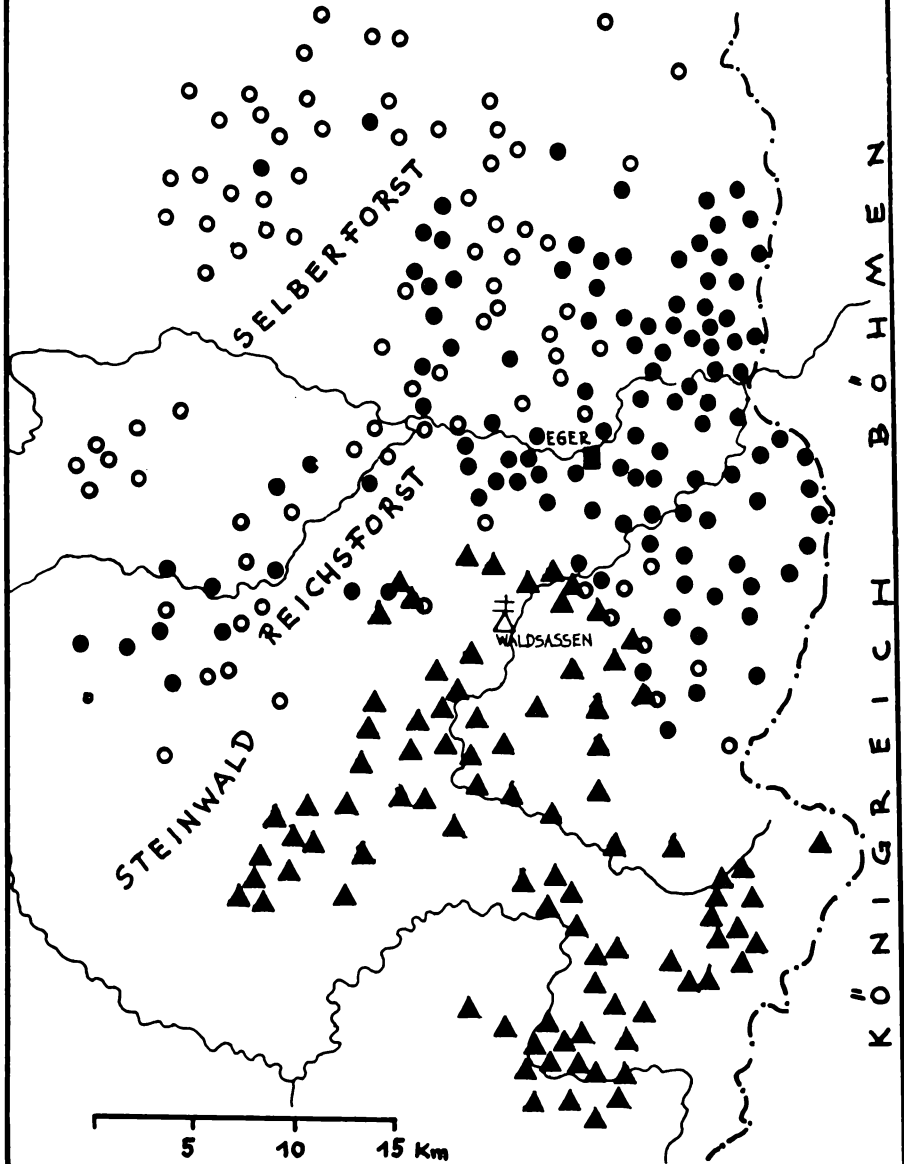 SELBERFORST
EGER
REICHSFORST
WALDSASSEN
STEINWALD
KÖNIGREICH BÖHMEN
5 10 15 Km